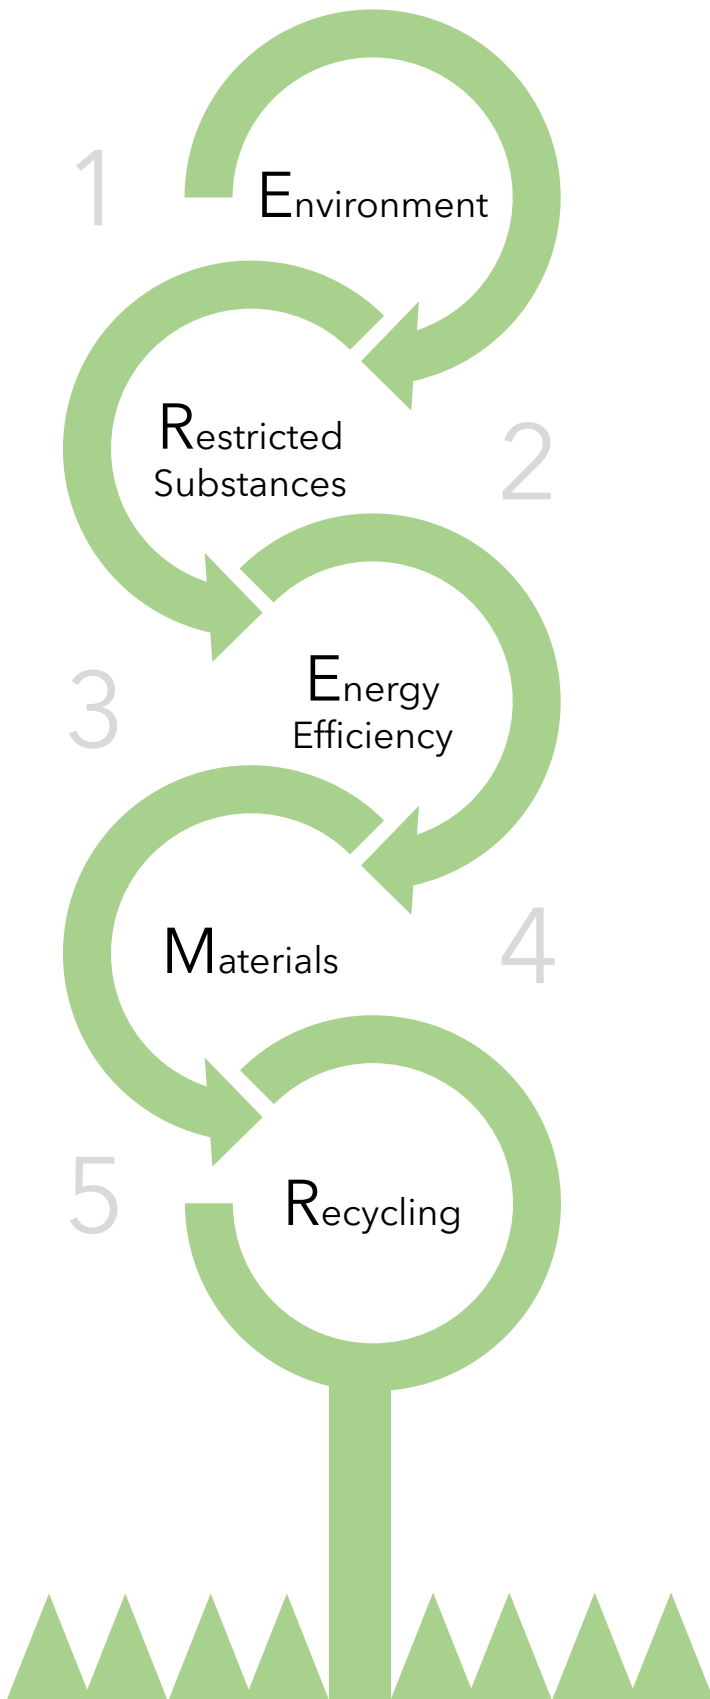 1
Environment
Restricted
Substances
2
3
Energy
Efficiency
Materials
4
5
Recycling